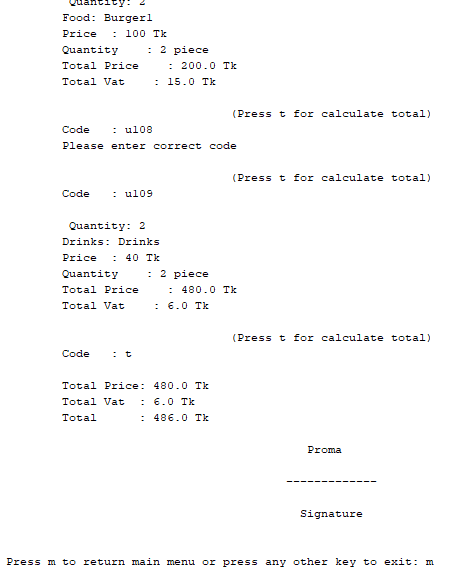 Quantity: 2
Food: Burger1
Price : 100 Tk
Quantity : 2 piece
Total Price : 200.0 Tk
Total Vat : 15.0 Tk
(Press t for calculate total)
Code : u108
Please enter correct code
(Press t for calculate total)
Code : u109
Quantity: 2
Drinks: Drinks
Price : 40 Tk
Quantity : 2 piece
Total Price : 480.0 Tk
Total Vat : 6.0 Tk
(Press t for calculate total)
Code : t
Total Price: 480.0 Tk
Total Vat : 6.0 Tk
Total : 486.0 Tk
Proma
-------------
Signature
Press m to return main menu or press any other key to exit: m